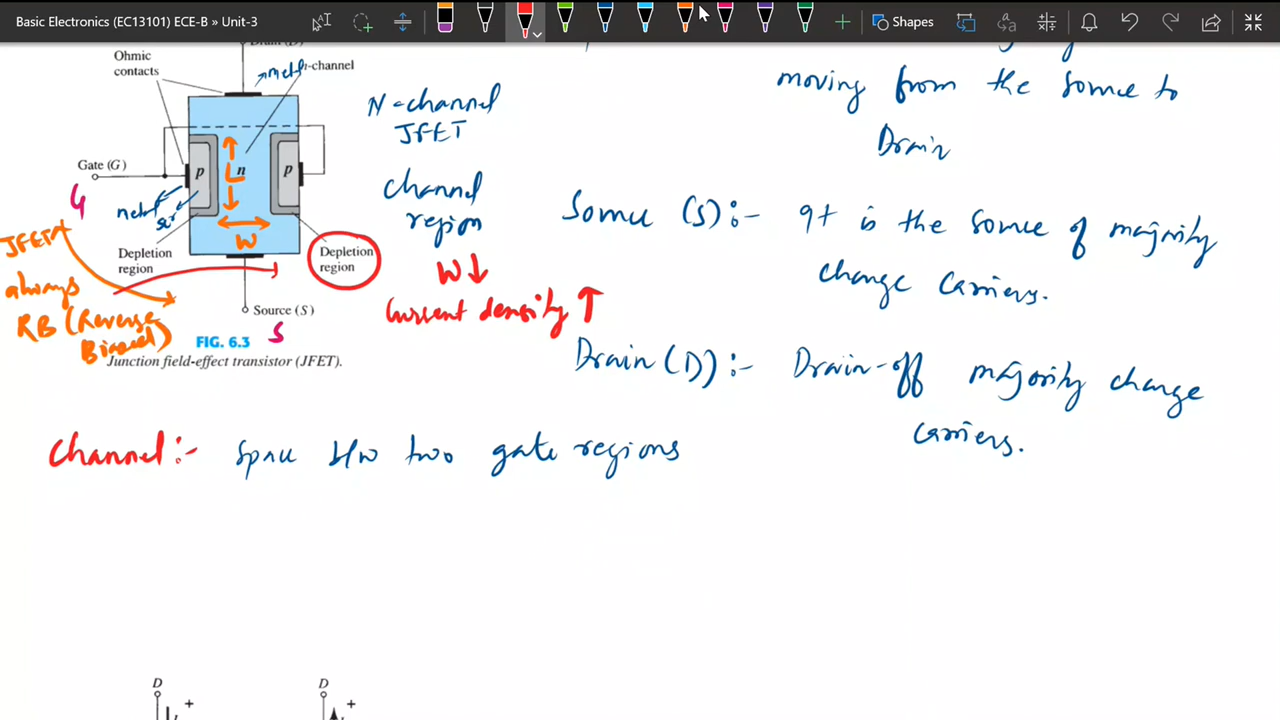 Basic Electronics (EC13101) ECE-B » Unit-3
Shapes
Ohmic
contacts
n-channel
N-channel
JFET
Gate (G)
G
p
n
p
L
W
channel
region
Depletion
region
Depletion
region
JFET
always
RB (Reverse
Biased)
W↓
Current density ↑
Source (S)
S
FIG. 6.3
Junction field-effect transistor (JFET).
moving from the source to
Drain
Source (S) :- It is the source of majority
charge carriers.
Drain (D) :- Drain-off majority charge
carriers.
Channel :- Space b/w two gate regions
D
D
+
+